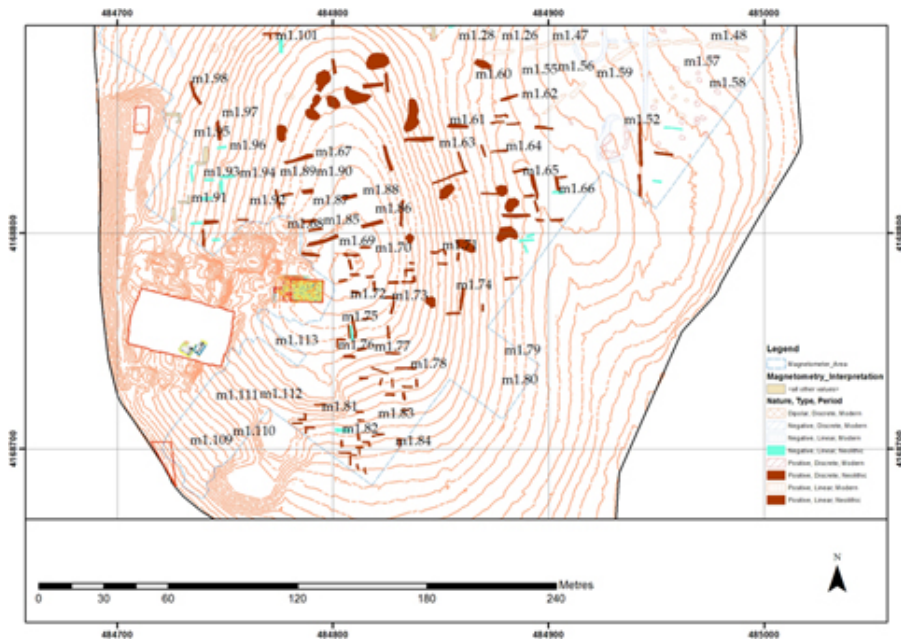 484700 484800 484900 485000
m1.101 m1.28 m1.26 m1.47 m1.48
m1.98 m1.60 m1.55 m1.56 m1.59 m1.57
m1.58
m1.97 m1.62
m1.95 m1.61 m1.52
m1.96 m1.67 m1.63 m1.64
m1.93 m1.94 m1.89 m1.90 m1.65
m1.91 m1.92 m1.87 m1.88 m1.66
m1.85 m1.86
m1.69 m1.70
m1.72 m1.73 m1.74
m1.75
m1.113 m1.76 m1.77 m1.79
m1.78
m1.80
m1.111 m1.112
m1.81 m1.83
m1.109 m1.110 m1.82 m1.84
Legend
Magnetometer_Area
Magnetometry_Interpretation
<all other values>
Nature, Type, Period
Dipolar, Discrete, Modern
Negative, Discrete, Modern
Negative, Linear, Modern
Negative, Linear, Neolithic
Positive, Discrete, Modern
Positive, Discrete, Neolithic
Positive, Linear, Modern
Positive, Linear, Neolithic
N
Metres
0 30 60 120 180 240
484700 484800 484900 485000